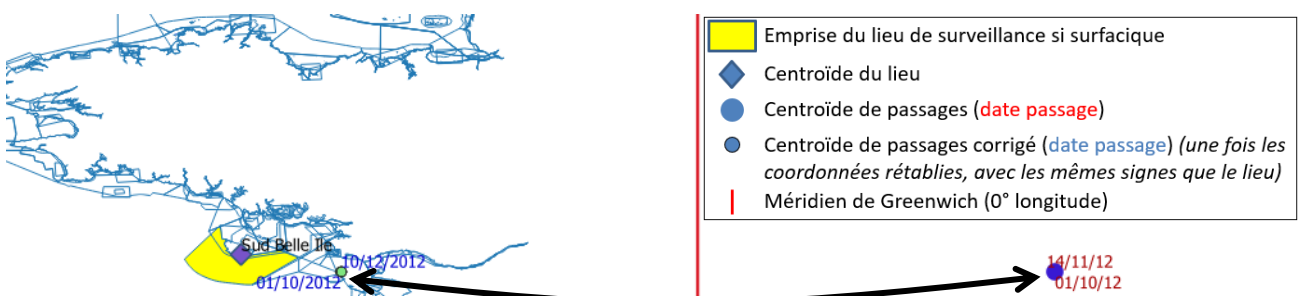 Emprise du lieu de surveillance si surfacique
Centroïde du lieu
Centroïde de passages (date passage)
Centroïde de passages corrigé (date passage) (une fois les
coordonnées rétablies, avec les mêmes signes que le lieu)
Méridien de Greenwich (0° longitude)
Sud Belle Ile
10/12/2012
01/10/2012
14/11/12
01/10/12